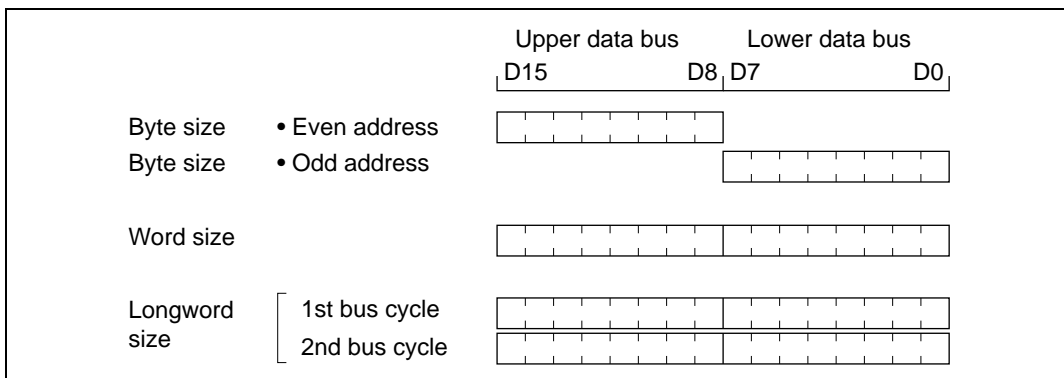 Upper data bus Lower data bus
D15 D8 D7 D0
Byte size • Even address
Byte size • Odd address
Word size
Longword size
1st bus cycle
2nd bus cycle